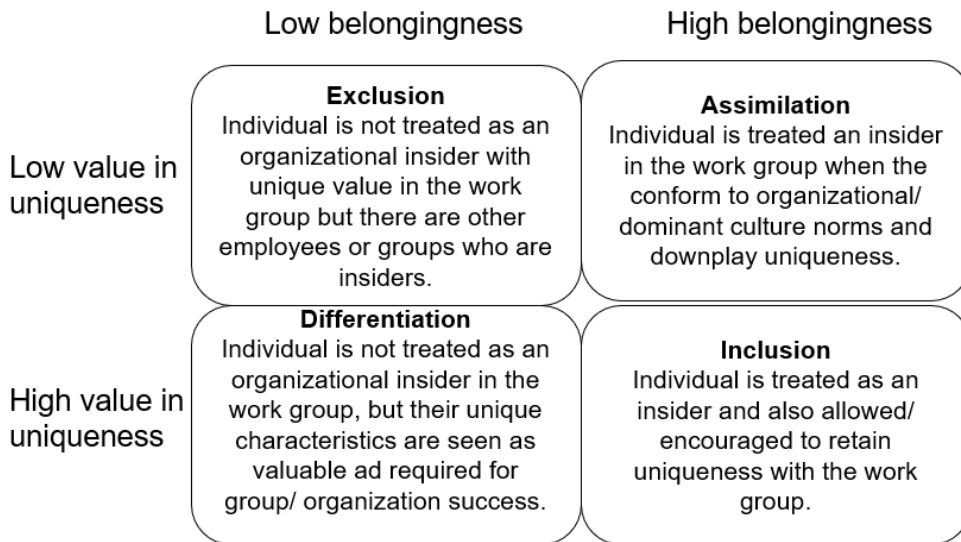 Low belongingness
High belongingness
Low value in
uniqueness
Exclusion
Individual is not treated as an
organizational insider with
unique value in the work
group but there are other
employees or groups who are
insiders.
Assimilation
Individual is treated an insider
in the work group when the
conform to organizational/
dominant culture norms and
downplay uniqueness.
High value in
uniqueness
Differentiation
Individual is not treated as an
organizational insider in the
work group, but their unique
characteristics are seen as
valuable ad required for
group/ organization success.
Inclusion
Individual is treated as an
insider and also allowed/
encouraged to retain
uniqueness with the work
group.